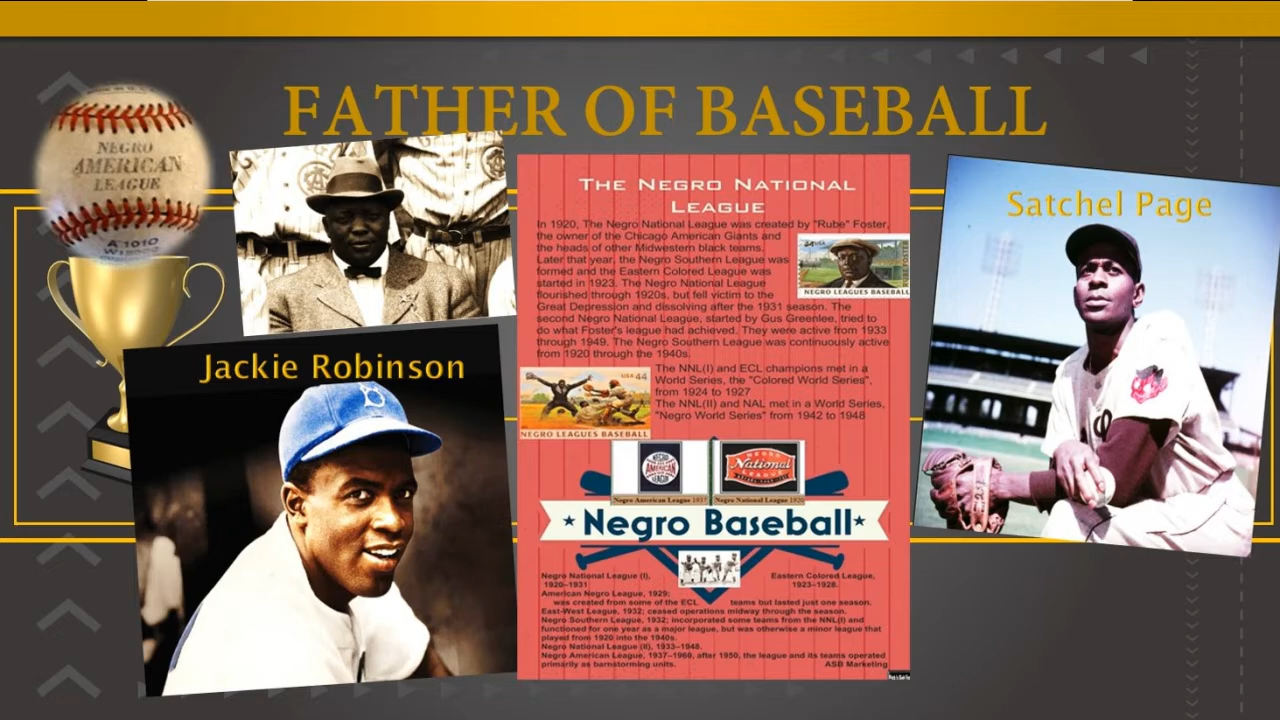 FATHER OF BASEBALL
NEGRO
AMERICAN
LEAGUE
A 1010
Jackie Robinson
THE NEGRO NATIONAL
LEAGUE
In 1920, The Negro National League was created by "Rube" Foster,
the owner of the Chicago American Giants and
the heads of other Midwestern black teams.
Later that year, the Negro Southern League was
formed and the Eastern Colored League was
started in 1923. The Negro National League
flourished through 1920s, but fell victim to the
Great Depression and dissolving after the 1931 season. The
second Negro National League, started by Gus Greenlee, tried to
do what Foster's league had achieved. They were active from 1933
through 1949. The Negro Southern League was continuously active
from 1920 through the 1940s.
NEGRO LEAGUES BASEBALL
The NNL(I) and ECL champions met in a
World Series, the "Colored World Series",
from 1924 to 1927
The NNL(II) and NAL met in a World Series,
"Negro World Series" from 1942 to 1948
USA 44
NEGRO LEAGUES BASEBALL
NEGRO
AMERICAN
LEAGUE
NEGRO
National
LEAGUE
Negro American League 1937
Negro National League 1920
Negro Baseball
Negro National League (I),
1920–1931
Eastern Colored League,
1923–1928.
American Negro League, 1929;
was created from some of the ECL teams but lasted just one season.
East-West League, 1932; ceased operations midway through the season.
Negro Southern League, 1932; incorporated some teams from the NNL(I) and
functioned for one year as a major league, but was otherwise a minor league that
played from 1920 into the 1940s.
Negro National League (II), 1933–1948.
Negro American League, 1937–1960, after 1950, the league and its teams operated
primarily as barnstorming units.
ASB Marketing
Satchel Page